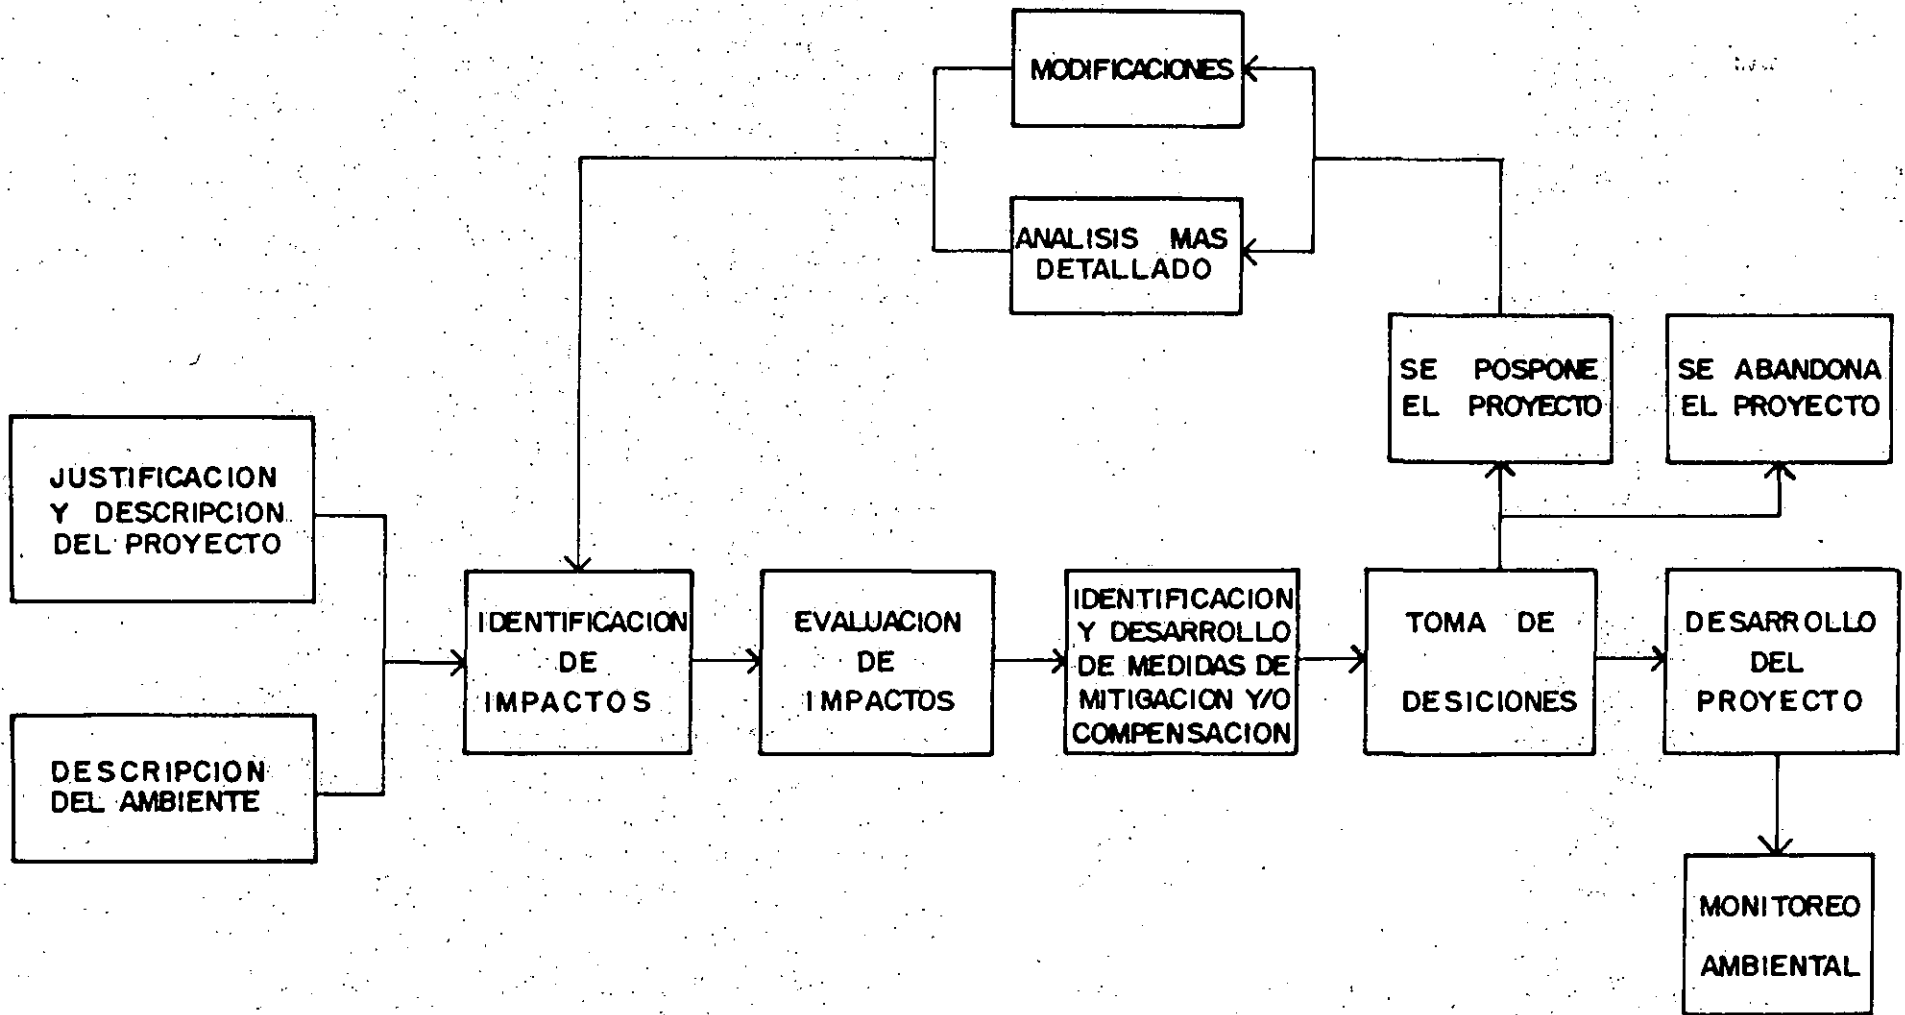 MODIFICACIONES
ANALISIS MAS
DETALLADO
SE POSPONE
EL PROYECTO
SE ABANDONA
EL PROYECTO
JUSTIFICACION
Y DESCRIPCION
DEL PROYECTO
DESCRIPCION
DEL AMBIENTE
IDENTIFICACION
DE
IMPACTOS
EVALUACION
DE
IMPACTOS
IDENTIFICACION
Y DESARROLLO
DE MEDIDAS DE
MITIGACION Y/O
COMPENSACION
TOMA DE
DESICIONES
DESARROLLO
DEL
PROYECTO
MONITOREO
AMBIENTAL